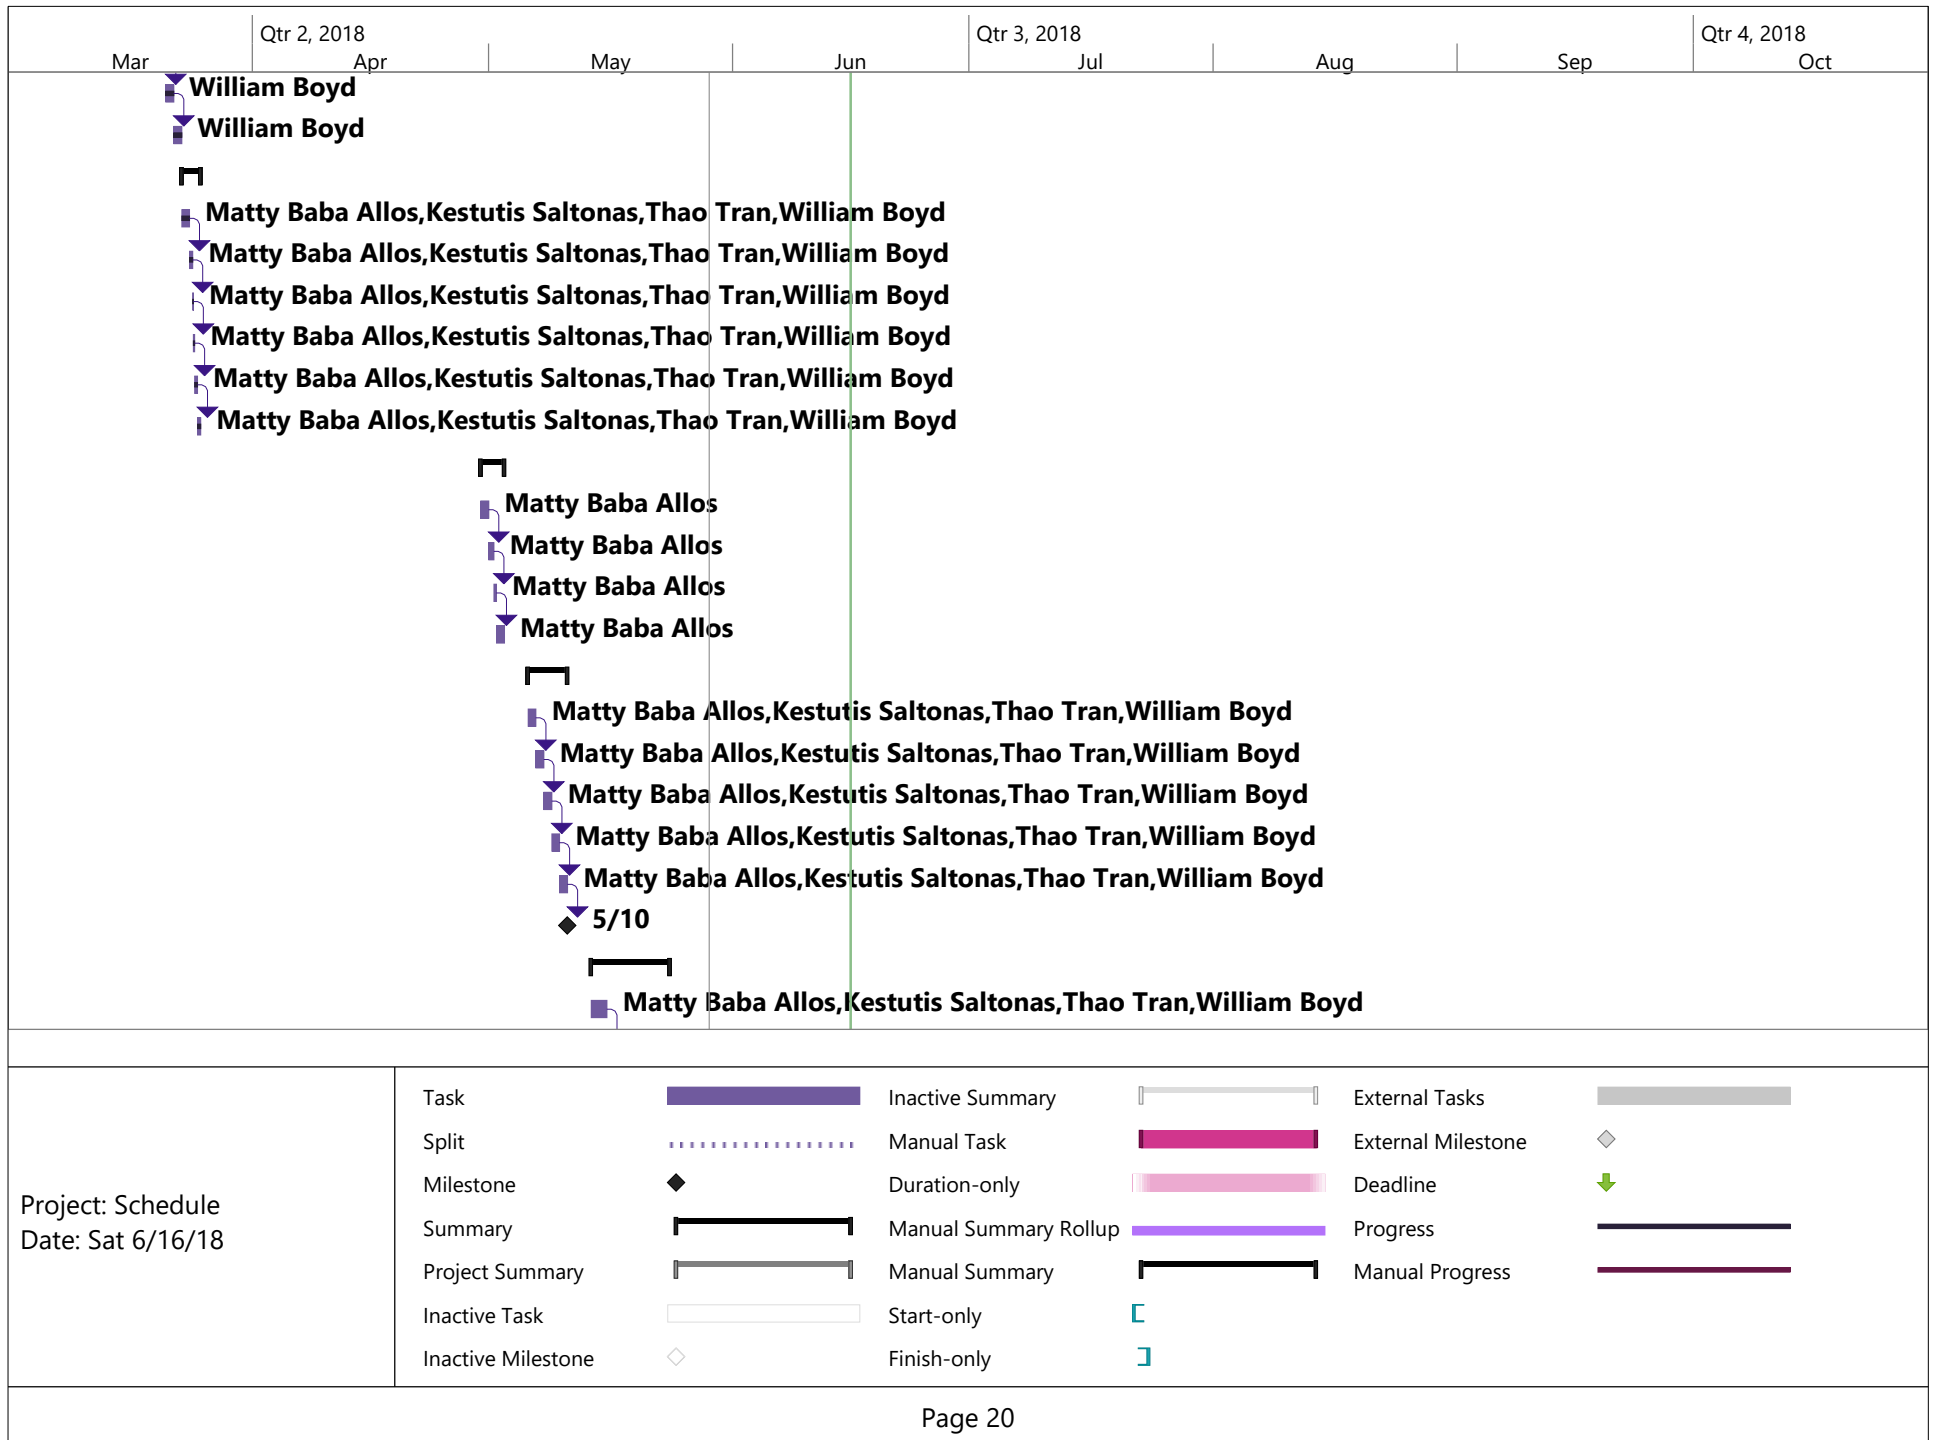 Qtr 2, 2018 Qtr 3, 2018 Qtr 4, 2018
Mar Apr May Jun Jul Aug Sep Oct
William Boyd
William Boyd
Matty Baba Allos,Kestutis Saltonas,Thao Tran,William Boyd
Matty Baba Allos,Kestutis Saltonas,Thao Tran,William Boyd
Matty Baba Allos,Kestutis Saltonas,Thao Tran,William Boyd
Matty Baba Allos,Kestutis Saltonas,Thao Tran,William Boyd
Matty Baba Allos,Kestutis Saltonas,Thao Tran,William Boyd
Matty Baba Allos,Kestutis Saltonas,Thao Tran,William Boyd
Matty Baba Allos
Matty Baba Allos
Matty Baba Allos
Matty Baba Allos
Matty Baba Allos,Kestutis Saltonas,Thao Tran,William Boyd
Matty Baba Allos,Kestutis Saltonas,Thao Tran,William Boyd
Matty Baba Allos,Kestutis Saltonas,Thao Tran,William Boyd
Matty Baba Allos,Kestutis Saltonas,Thao Tran,William Boyd
Matty Baba Allos,Kestutis Saltonas,Thao Tran,William Boyd
5/10
Matty Baba Allos,Kestutis Saltonas,Thao Tran,William Boyd
Project: Schedule
Date: Sat 6/16/18
Task
Split
Milestone
Summary
Project Summary
Inactive Task
Inactive Milestone
Inactive Summary
Manual Task
Duration-only
Manual Summary Rollup
Manual Summary
Start-only
Finish-only
External Tasks
External Milestone
Deadline
Progress
Manual Progress
Page 20